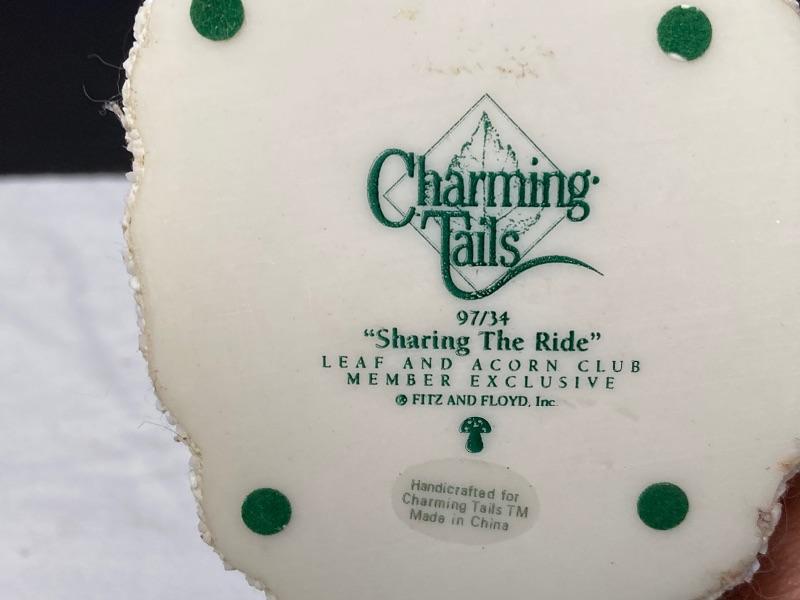 Charming
Tails
97/34
“Sharing The Ride”
LEAF AND ACORN CLUB
MEMBER EXCLUSIVE
® FITZ AND FLOYD, Inc.
Handicrafted for
Charming Tails TM
Made in China